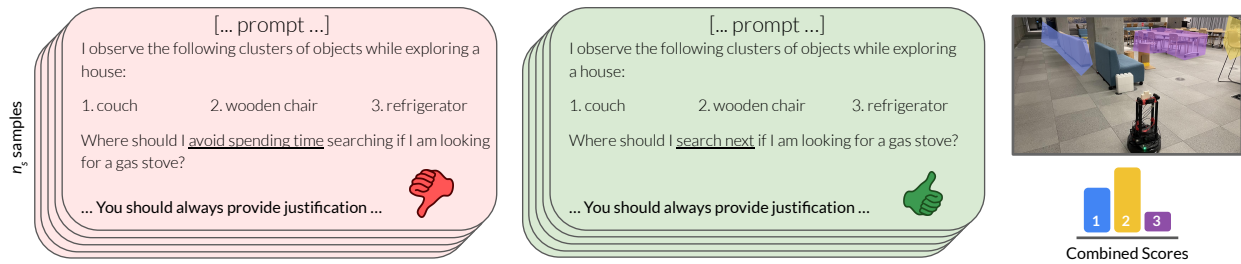 n_s samples
[... prompt ...]
I observe the following clusters of objects while exploring a
house:
1. couch 2. wooden chair 3. refrigerator
Where should I avoid spending time searching if I am looking
for a gas stove?
... You should always provide justification ...
[... prompt ...]
I observe the following clusters of objects while exploring
a house:
1. couch 2. wooden chair 3. refrigerator
Where should I search next if I am looking for a gas stove?
... You should always provide justification ...
1 2 3
Combined Scores